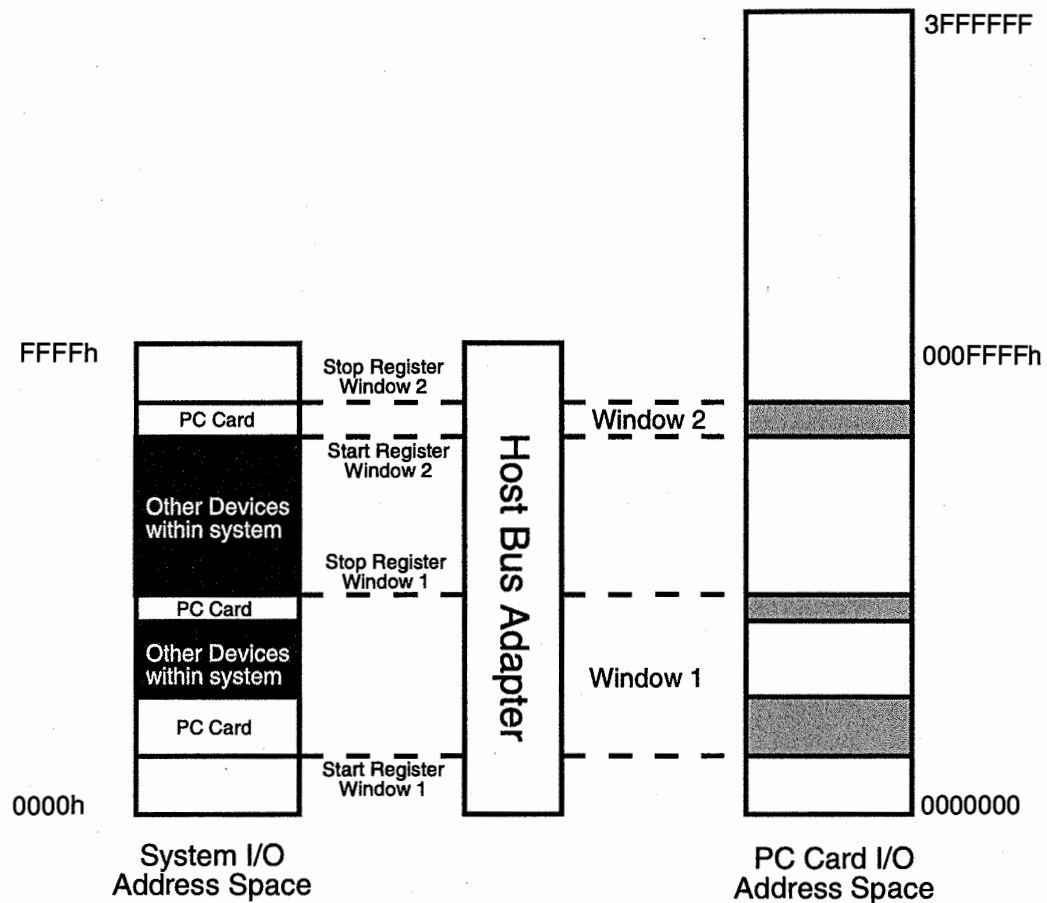 3FFFFFF
FFFFh
000FFFFh
Stop Register
Window 2
PC Card
Window 2
Start Register
Window 2
Other Devices
within system
Stop Register
Window 1
PC Card
Other Devices
within system
Window 1
PC Card
Start Register
Window 1
Host Bus Adapter
0000h
0000000
System I/O
Address Space
PC Card I/O
Address Space